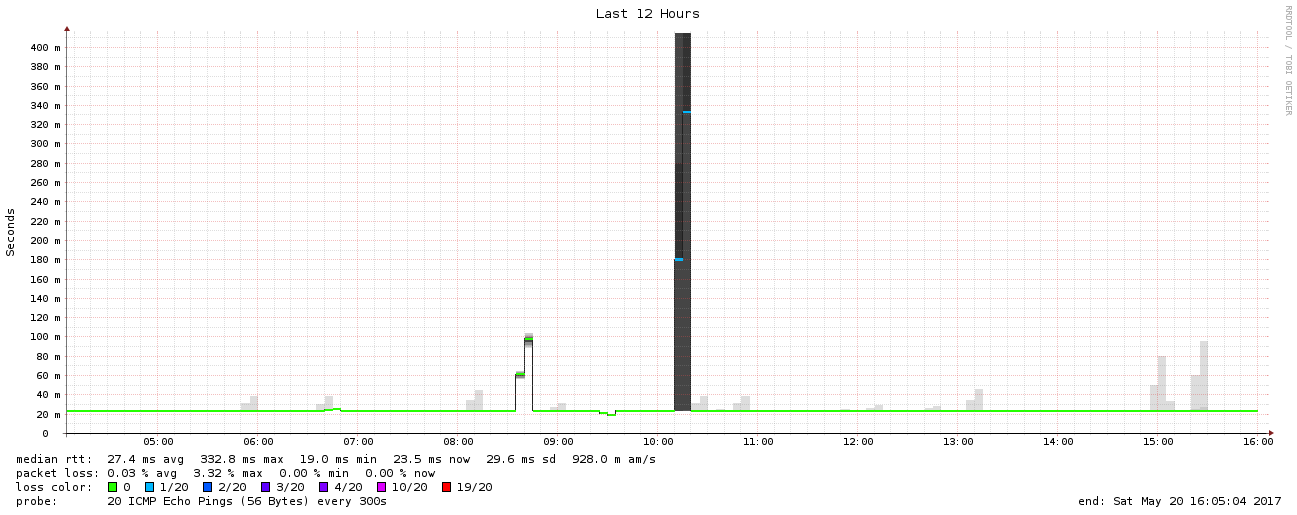 Last 12 Hours
RRDTOOL / TOBI OETIKER
Seconds
400 m
380 m
360 m
340 m
320 m
300 m
280 m
260 m
240 m
220 m
200 m
180 m
160 m
140 m
120 m
100 m
80 m
60 m
40 m
20 m
0
05:00 06:00 07:00 08:00 09:00 10:00 11:00 12:00 13:00 14:00 15:00 16:00
median rtt: 27.4 ms avg 332.8 ms max 19.0 ms min 23.5 ms now 29.6 ms sd 928.0 m am/s
packet loss: 0.03 % avg 3.32 % max 0.00 % min 0.00 % now
loss color: 0 1/20 2/20 3/20 4/20 10/20 19/20
probe: 20 ICMP Echo Pings (56 Bytes) every 300s end: Sat May 20 16:05:04 2017